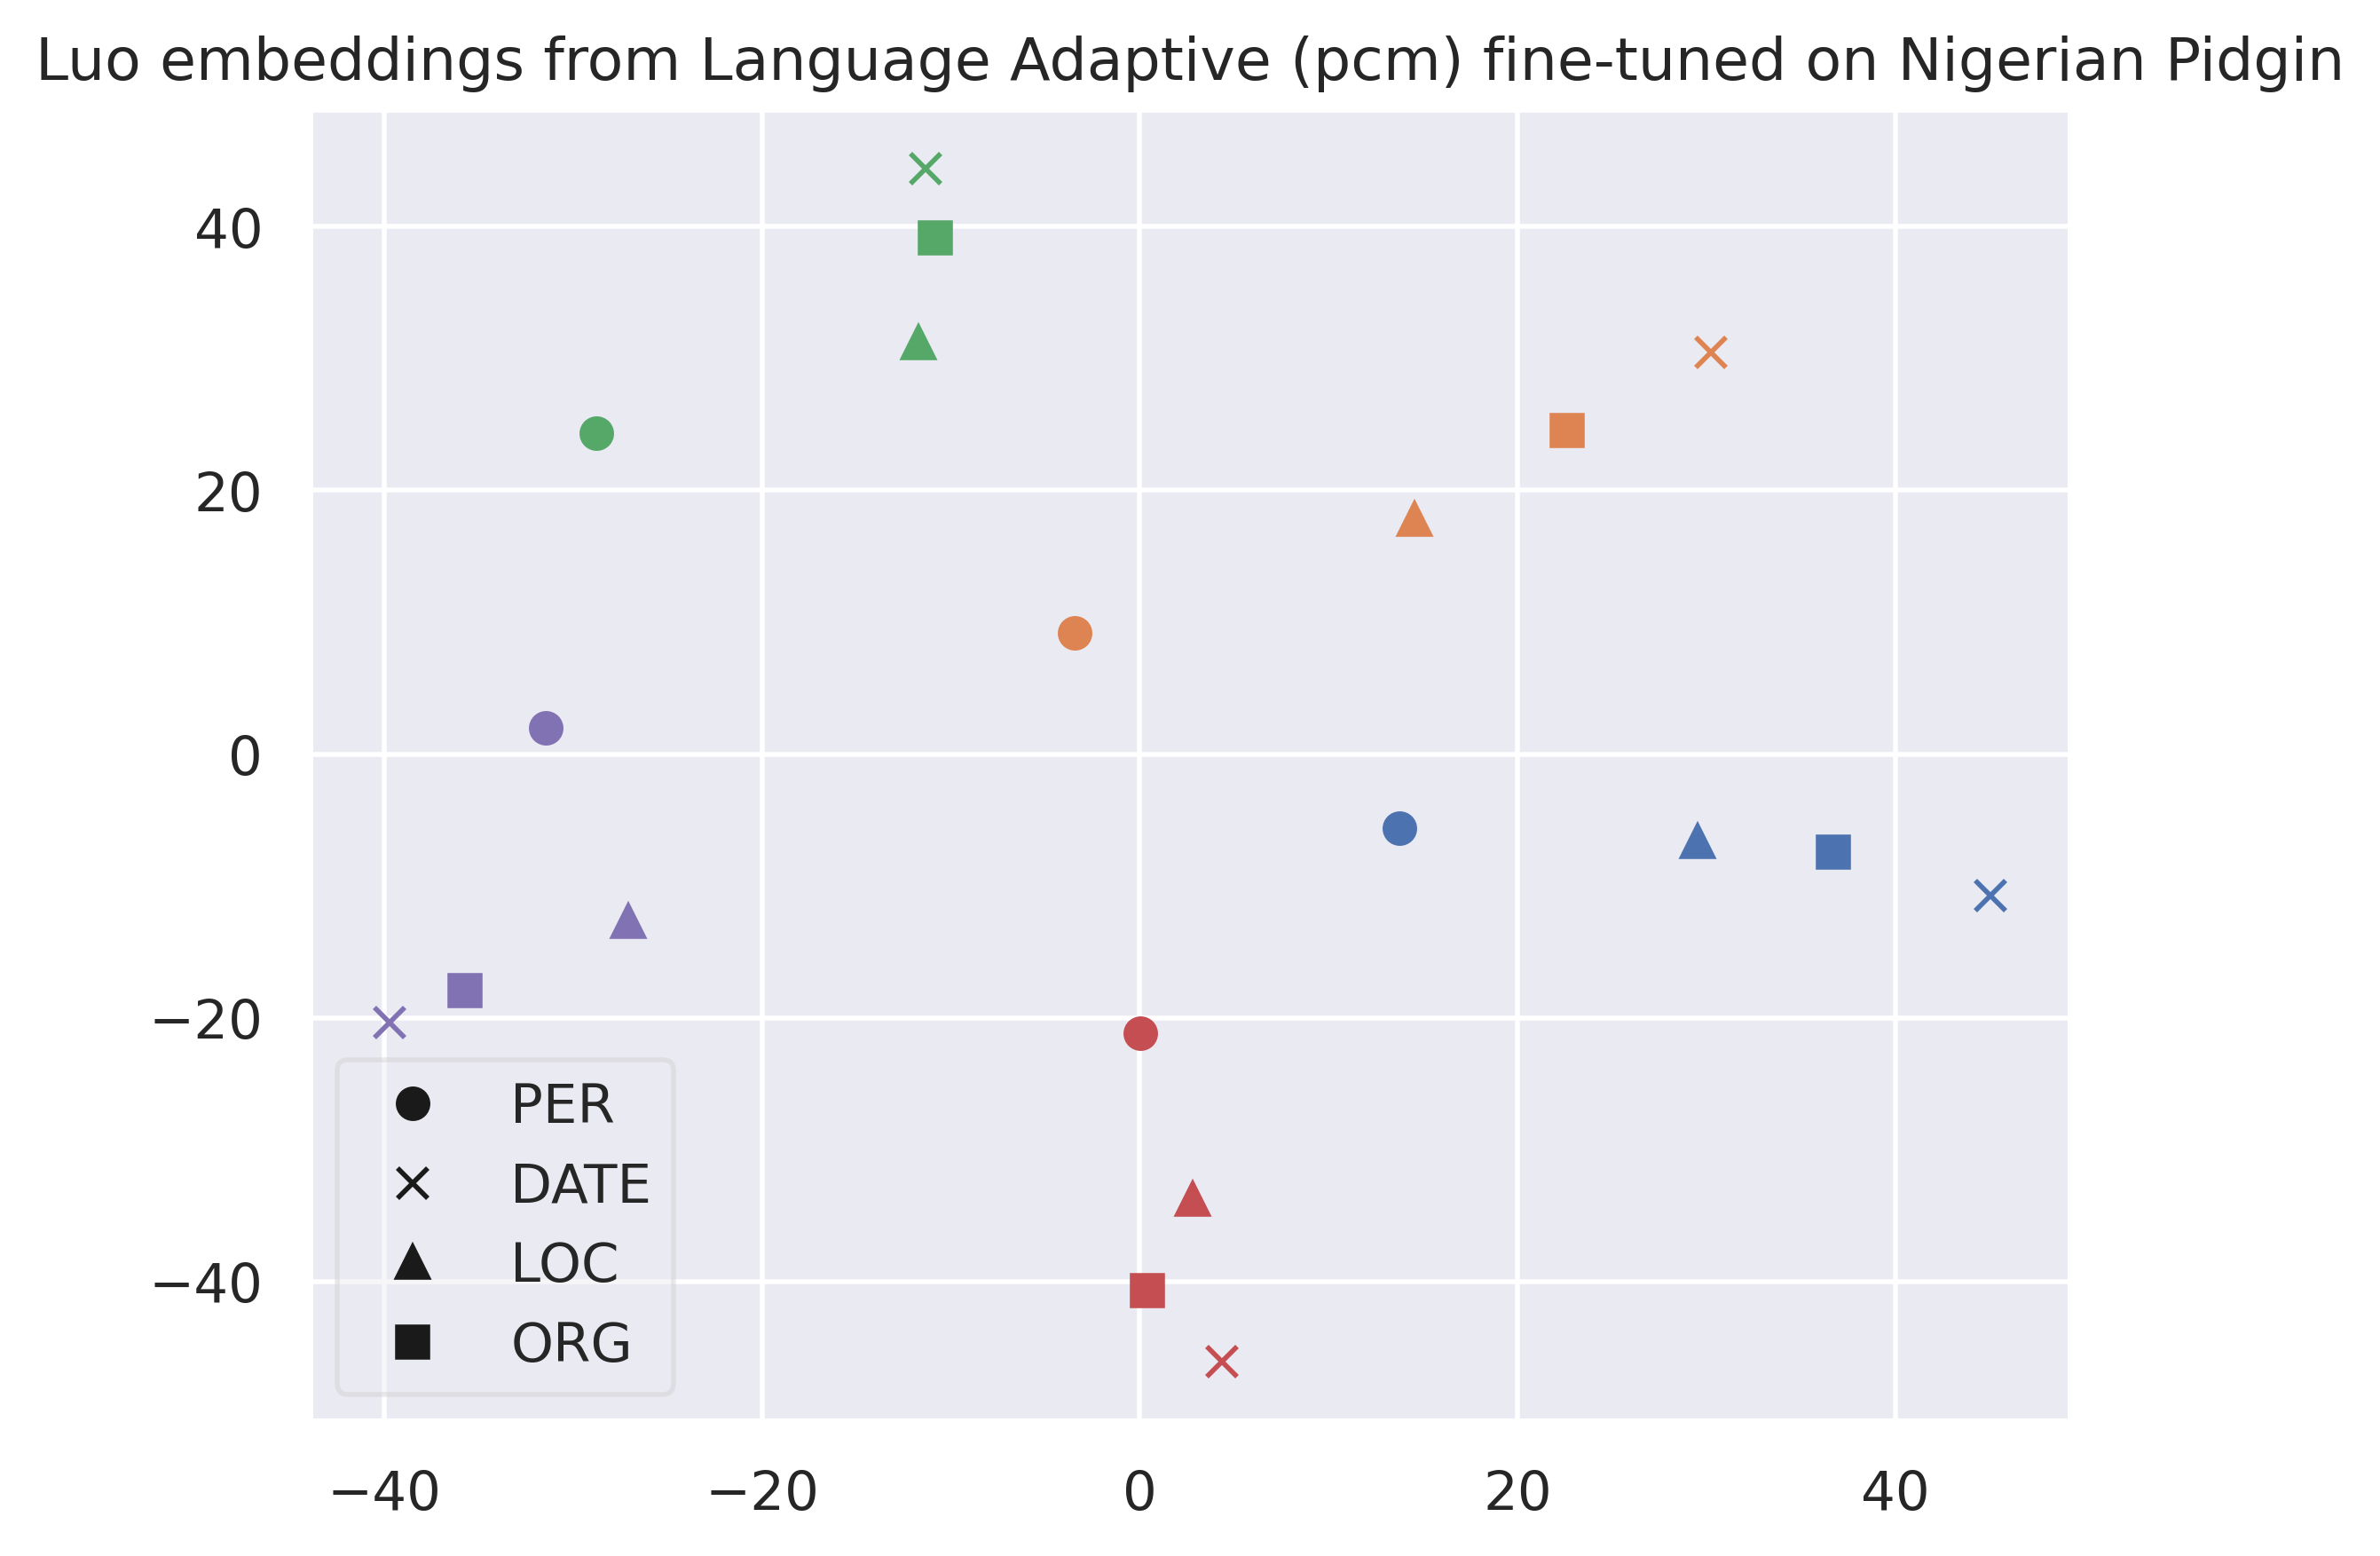 Luo embeddings from Language Adaptive (pcm) fine-tuned on Nigerian Pidgin
40
20
0
−20
−40
PER
DATE
LOC
ORG
−40 −20 0 20 40